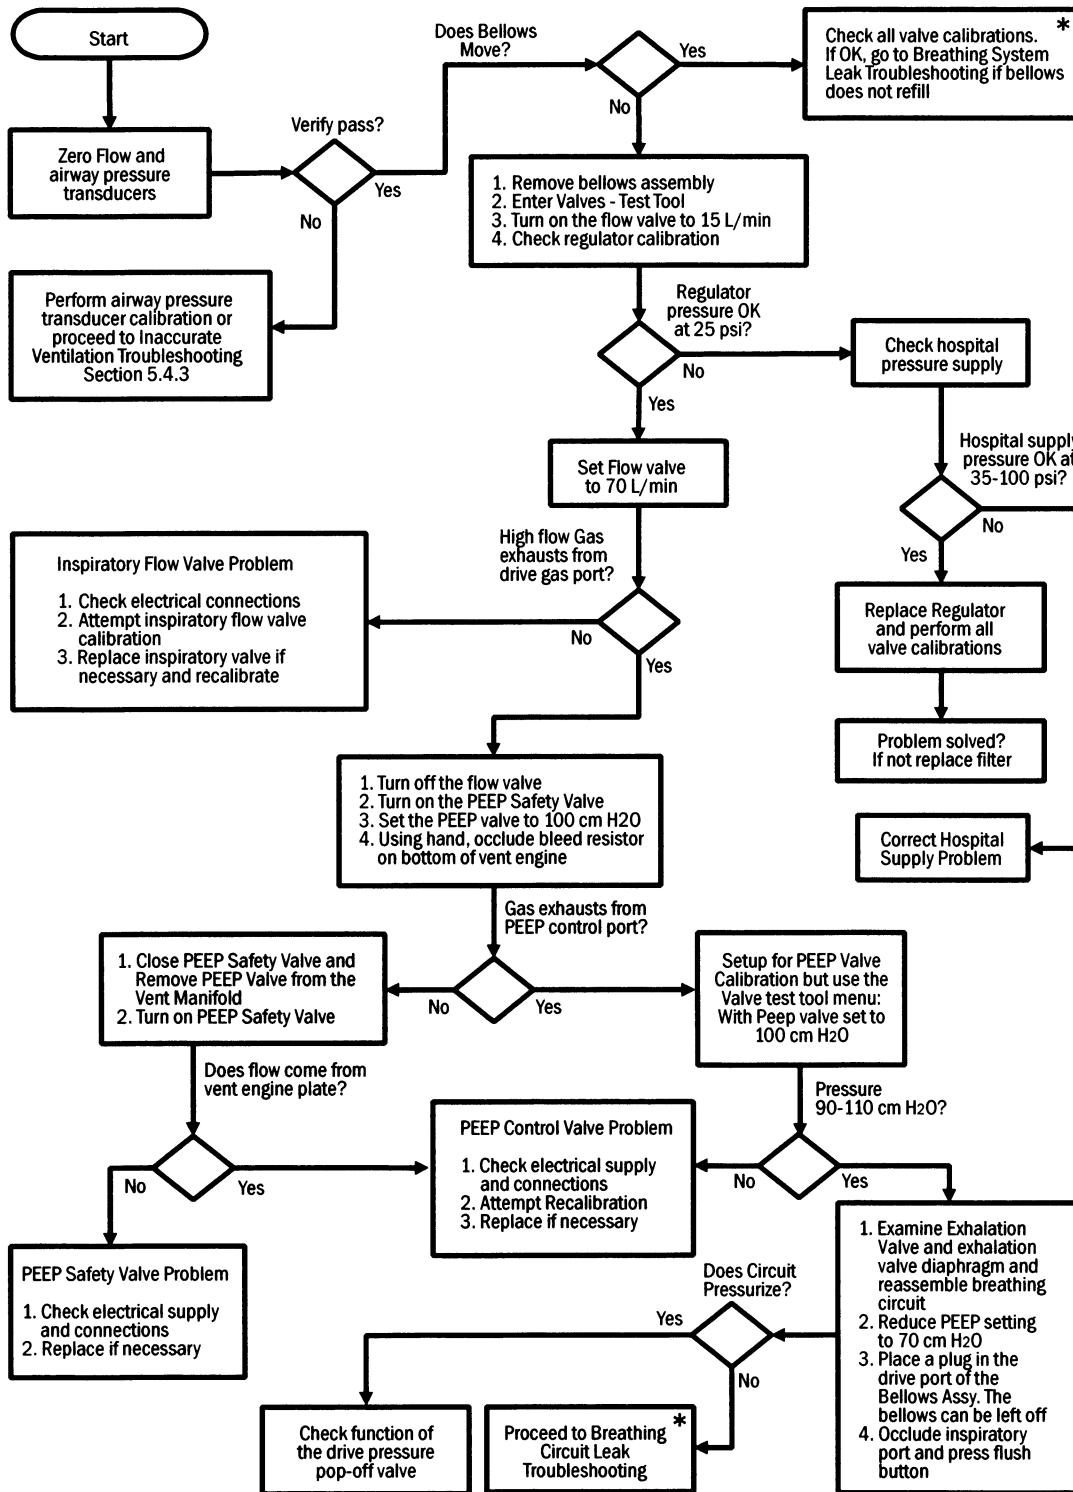 Start
Zero Flow and
airway pressure
transducers
Verify pass?
Yes
No
Perform airway pressure
transducer calibration or
proceed to Inaccurate
Ventilation Troubleshooting
Section 5.4.3
Does Bellows
Move?
Yes
No
Check all valve calibrations. *
If OK, go to Breathing System
Leak Troubleshooting if bellows
does not refill
1. Remove bellows assembly
2. Enter Valves - Test Tool
3. Turn on the flow valve to 15 L/min
4. Check regulator calibration
Regulator
pressure OK
at 25 psi?
No
Yes
Check hospital
pressure supply
Hospital supply
pressure OK at
35-100 psi?
No
Yes
Replace Regulator
and perform all
valve calibrations
Problem solved?
If not replace filter
Correct Hospital
Supply Problem
Set Flow valve
to 70 L/min
High flow Gas
exhausts from
drive gas port?
No
Yes
Inspiratory Flow Valve Problem
1. Check electrical connections
2. Attempt inspiratory flow valve
calibration
3. Replace inspiratory valve if
necessary and recalibrate
1. Turn off the flow valve
2. Turn on the PEEP Safety Valve
3. Set the PEEP valve to 100 cm H2O
4. Using hand, occlude bleed resistor
on bottom of vent engine
Gas exhausts from
PEEP control port?
No
Yes
1. Close PEEP Safety Valve and
Remove PEEP Valve from the
Vent Manifold
2. Turn on PEEP Safety Valve
Setup for PEEP Valve
Calibration but use the
Valve test tool menu:
With Peep valve set to
100 cm H2O
Does flow come from
vent engine plate?
No
Yes
Pressure
90-110 cm H2O?
No
Yes
PEEP Control Valve Problem
1. Check electrical supply
and connections
2. Attempt Recalibration
3. Replace if necessary
PEEP Safety Valve Problem
1. Check electrical supply
and connections
2. Replace if necessary
1. Examine Exhalation
Valve and exhalation
valve diaphragm and
reassemble breathing
circuit
2. Reduce PEEP setting
to 70 cm H2O
3. Place a plug in the
drive port of the
Bellows Assy. The
bellows can be left off
4. Occlude inspiratory
port and press flush
button
Does Circuit
Pressurize?
Yes
No
Check function of
the drive pressure
pop-off valve
Proceed to Breathing *
Circuit Leak
Troubleshooting